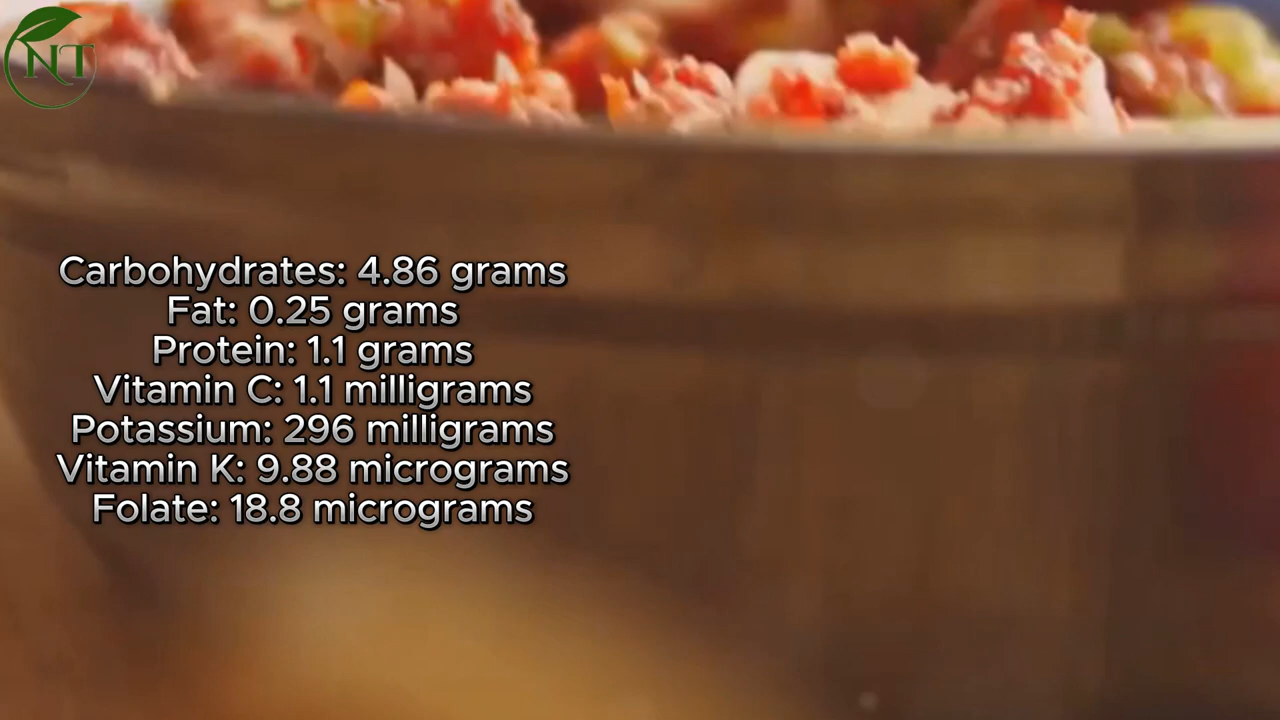 NT
Carbohydrates: 4.86 grams
Fat: 0.25 grams
Protein: 1.1 grams
Vitamin C: 1.1 milligrams
Potassium: 296 milligrams
Vitamin K: 9.88 micrograms
Folate: 18.8 micrograms